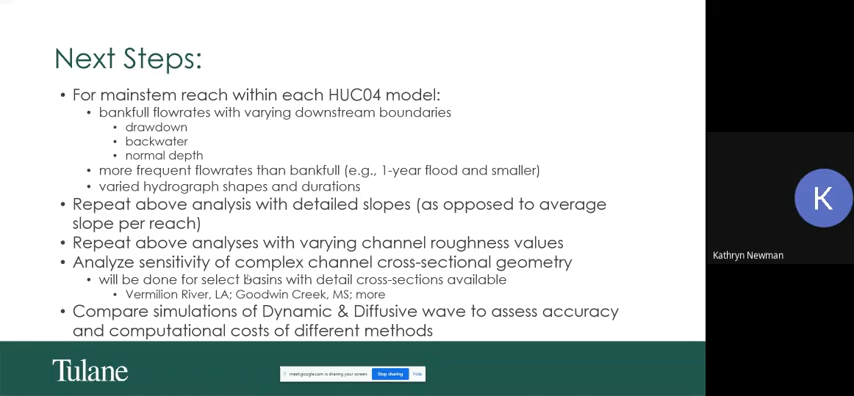 Next Steps:
• For mainstem reach within each HUC04 model:
• bankfull flowrates with varying downstream boundaries
• drawdown
• backwater
• normal depth
• more frequent flowrates than bankfull (e.g., 1-year flood and smaller)
• varied hydrograph shapes and durations
• Repeat above analysis with detailed slopes (as opposed to average
slope per reach)
• Repeat above analyses with varying channel roughness values
• Analyze sensitivity of complex channel cross-sectional geometry
• will be done for select basins with detail cross-sections available
• Vermilion River, LA; Goodwin Creek, MS; more
• Compare simulations of Dynamic & Diffusive wave to assess accuracy
and computational costs of different methods
Tulane
meet.google.com is sharing your screen.
Stop sharing
Hide
K
Kathryn Newman